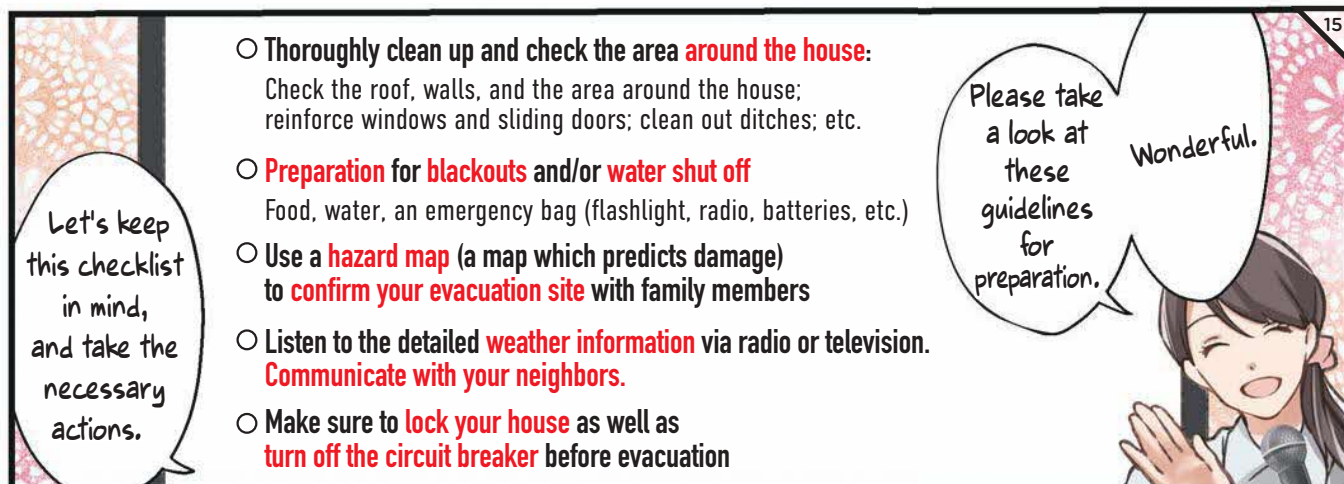 15
Wonderful.
Please take
a look at
these
guidelines
for
preparation.
○ Thoroughly clean up and check the area around the house:
Check the roof, walls, and the area around the house;
reinforce windows and sliding doors; clean out ditches; etc.
○ Preparation for blackouts and/or water shut off
Food, water, an emergency bag (flashlight, radio, batteries, etc.)
○ Use a hazard map (a map which predicts damage)
to confirm your evacuation site with family members
○ Listen to the detailed weather information via radio or television.
Communicate with your neighbors.
○ Make sure to lock your house as well as
turn off the circuit breaker before evacuation
Let's keep
this checklist
in mind,
and take the
necessary
actions.